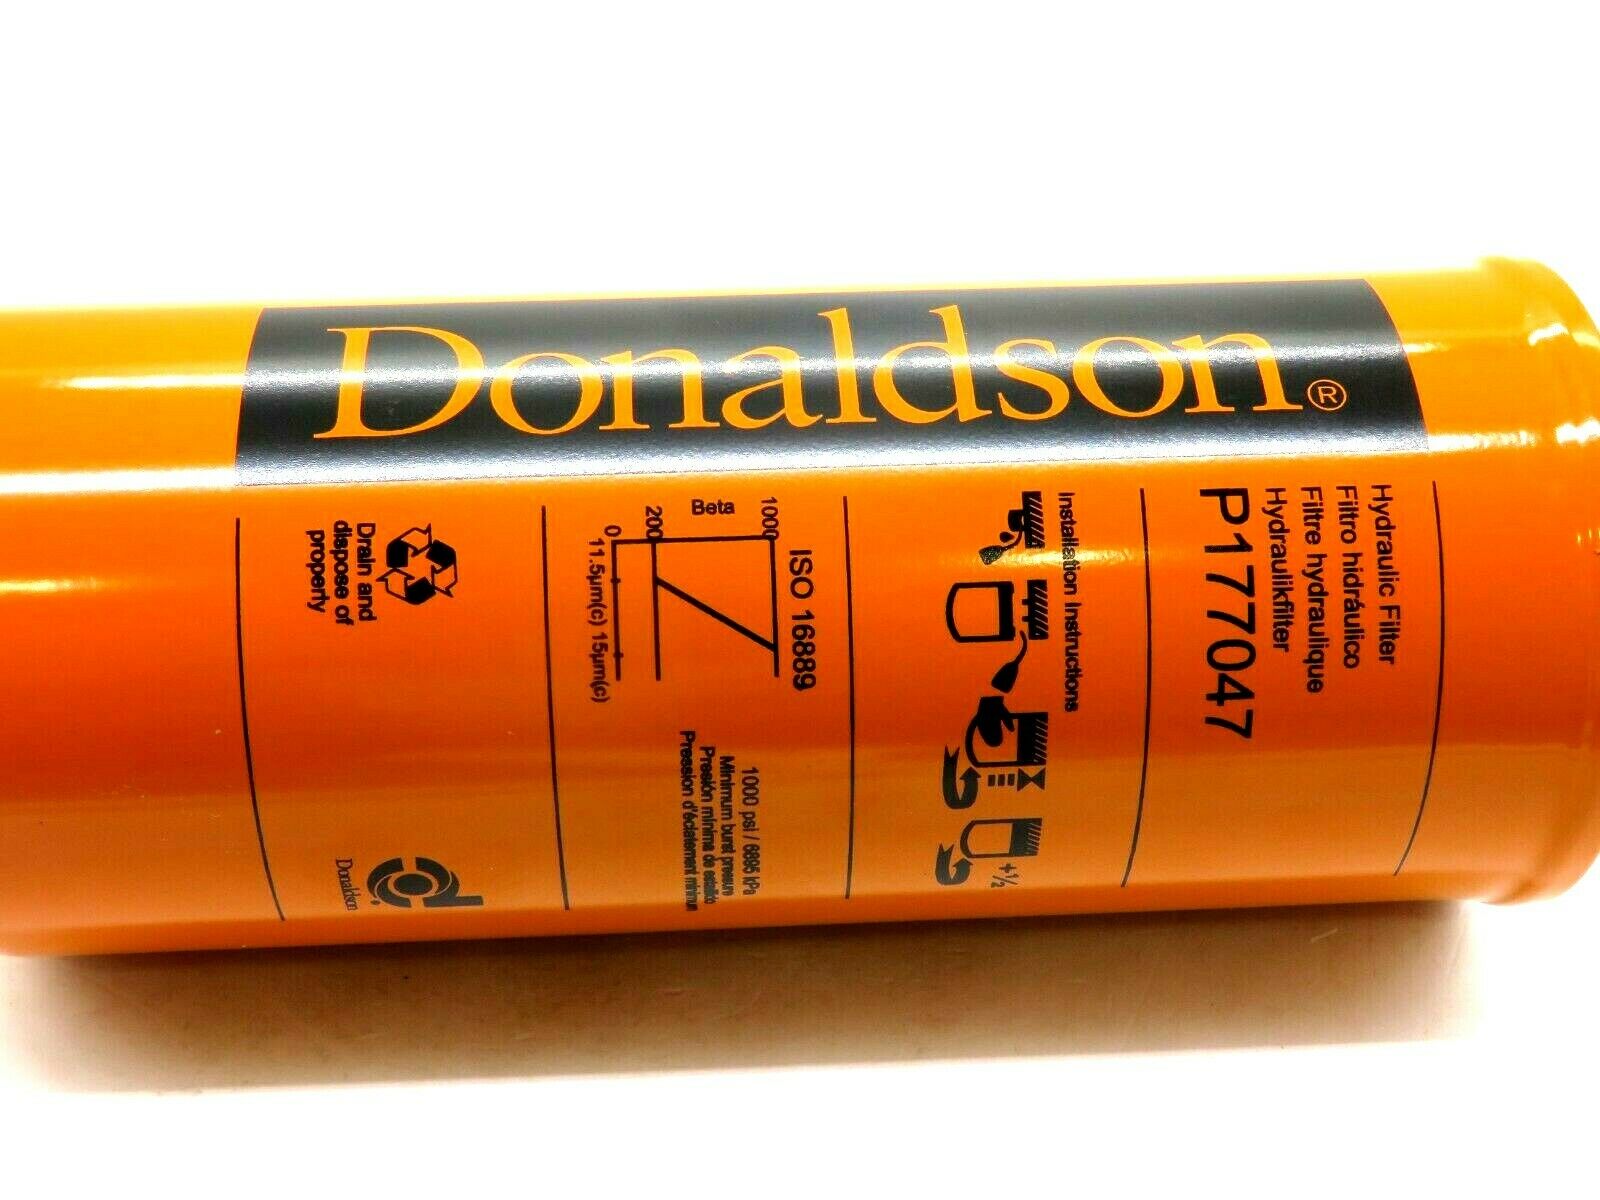 Donaldson®
Hydraulic Filter
Filtro hidráulico
Filtre hydraulique
Hydraulikfilter
P177047
Installation Instructions
+½
ISO 16889
1000
Beta
200
0
11.5µm(c) 15µm(c)
1000 psi / 6895 kPa
Minimum burst pressure
Presión mínima de estallido
Pression d'éclatement minimum
Drain and
dispose of
property
Donaldson®